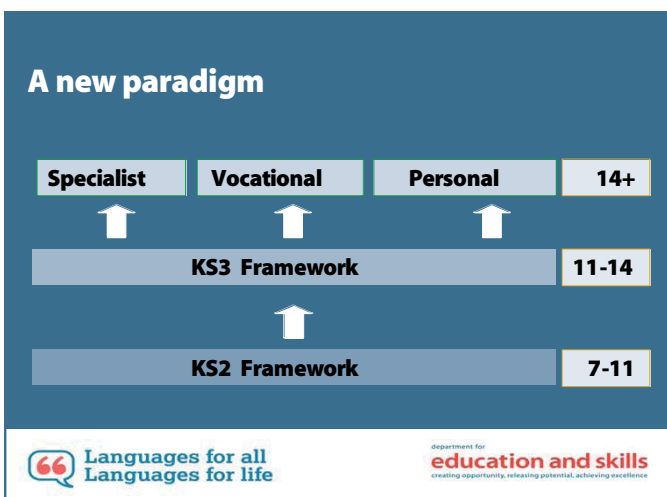 A new paradigm
Specialist Vocational Personal 14+
KS3 Framework 11-14
KS2 Framework 7-11
Languages for all
Languages for life
department for
education and skills
creating opportunity, releasing potential, achieving excellence